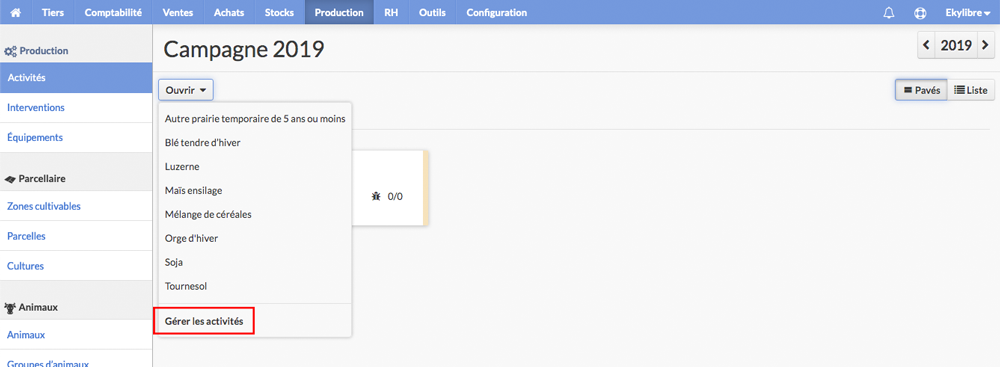 Tiers Comptabilité Ventes Achats Stocks Production RH Outils Configuration Ekylibre
Production
Activités
Interventions
Équipements
Parcellaire
Zones cultivables
Parcelles
Cultures
Animaux
Animaux
Groupes d'animaux
Campagne 2019
2019
Ouvrir
Pavés Liste
Autre prairie temporaire de 5 ans ou moins
Blé tendre d'hiver
Luzerne
Maïs ensilage
Mélange de céréales
Orge d'hiver
Soja
Tournesol
Gérer les activités
0/0